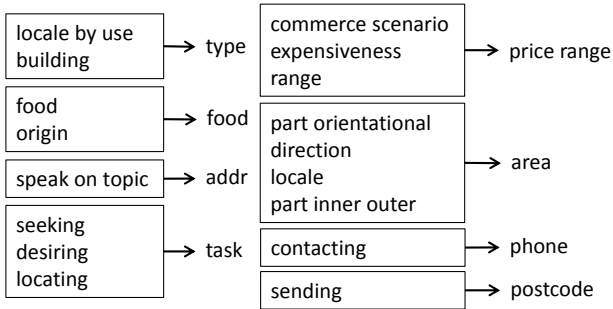 locale by use
building
type
food
origin
food
speak on topic
addr
seeking
desiring
locating
task
commerce scenario
expensiveness
range
price range
part orientational
direction
locale
part inner outer
area
contacting
phone
sending
postcode